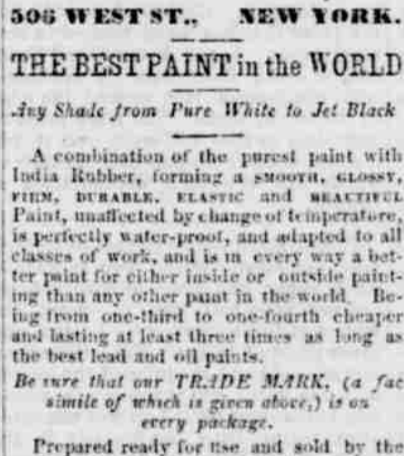 506 WEST ST., NEW YORK.
THE BEST PAINT in the WORLD
Any Shade from Pure White to Jet Black
A combination of the purest paint with
India Rubber, forming a SMOOTH, GLOSSY,
FIRM, DURABLE, ELASTIC and BEAUTIFUL
Paint, unaffected by change of temperature,
is perfectly water-proof, and adapted to all
classes of work, and is in every way a bet-
ter paint for either inside or outside paint-
ing than any other paint in the world. Be-
ing from one-third to one-fourth cheaper
and lasting at least three times as long as
the best lead and oil paints.
Be sure that our TRADE MARK, (a fac
simile of which is given above,) is on
every package.
Prepared ready for use and sold by the